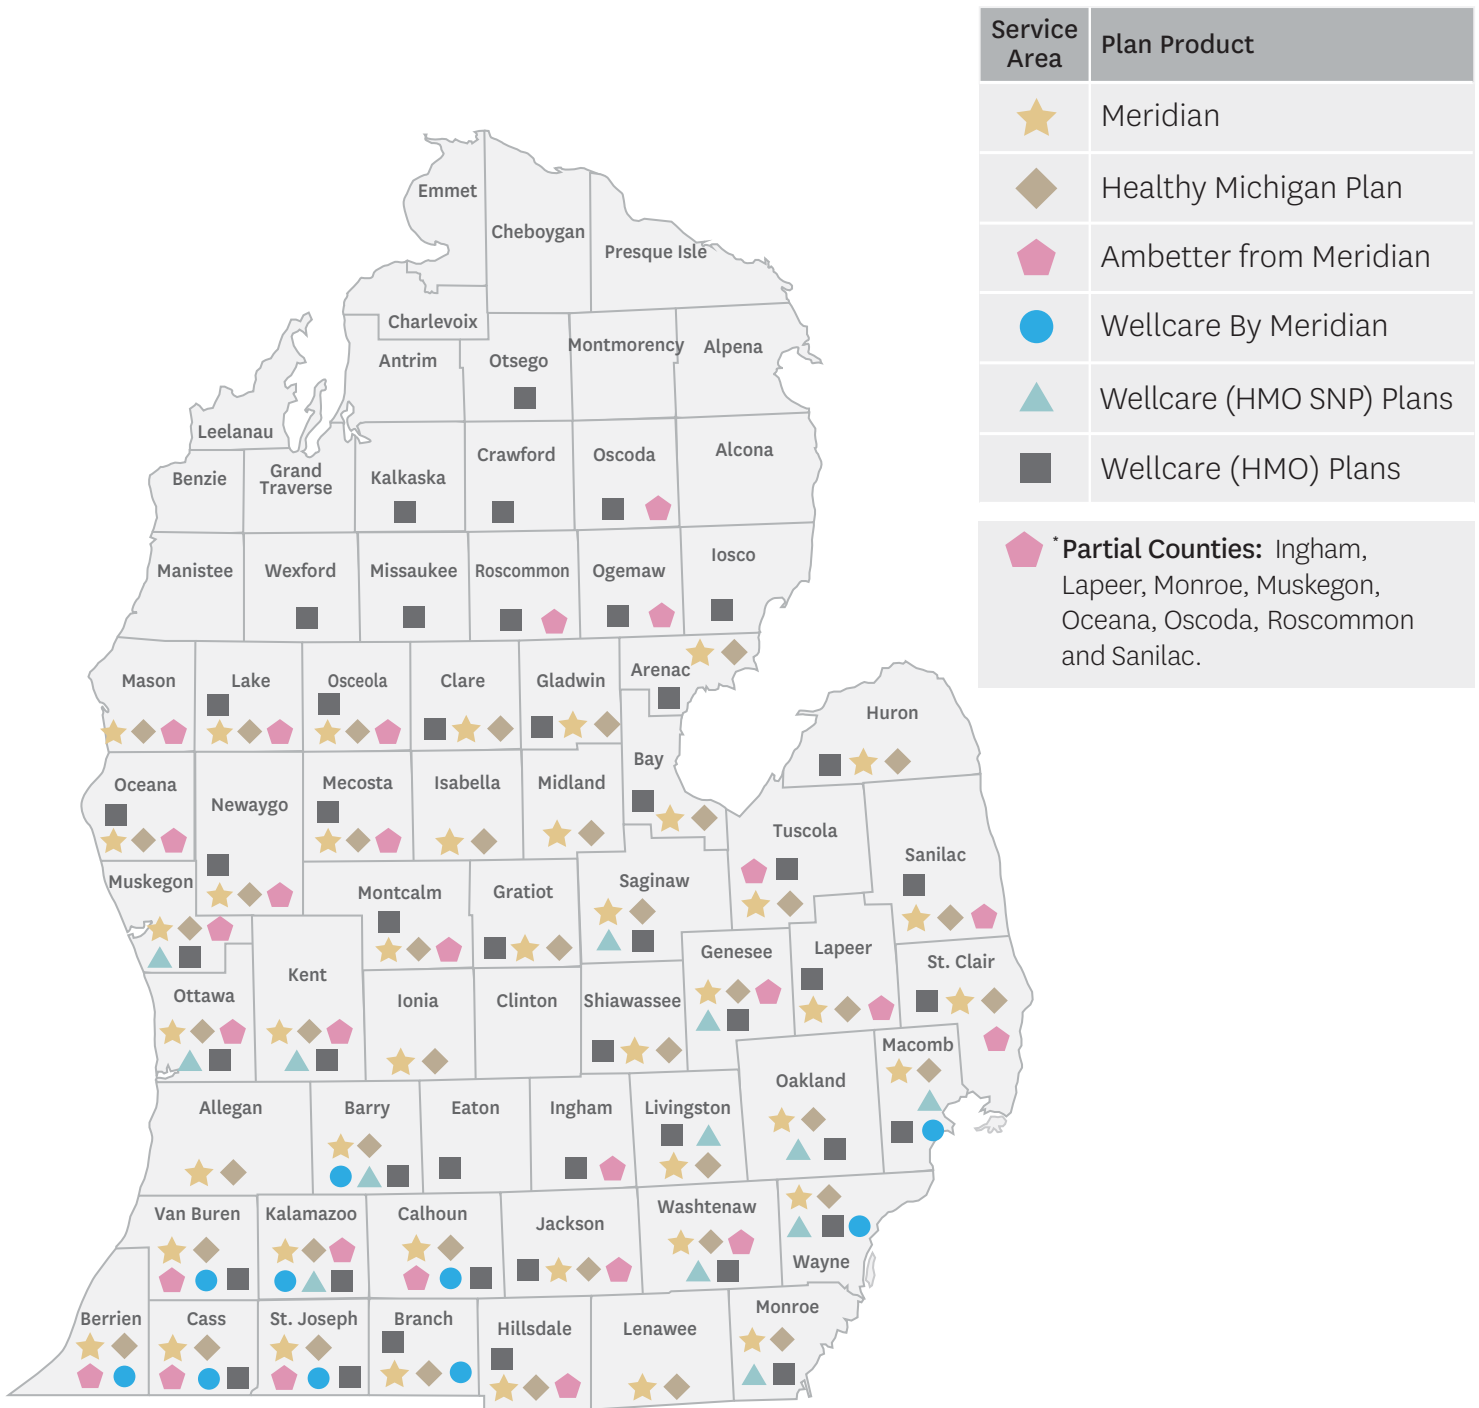 Service
Area
Plan Product
Meridian
Healthy Michigan Plan
Ambetter from Meridian
Wellcare By Meridian
Wellcare (HMO SNP) Plans
Wellcare (HMO) Plans
* Partial Counties: Ingham,
Lapeer, Monroe, Muskegon,
Oceana, Oscoda, Roscommon
and Sanilac.
Emmet
Cheboygan
Presque Isle
Charlevoix
Antrim
Otsego
Montmorency
Alpena
Leelanau
Benzie
Grand
Traverse
Kalkaska
Crawford
Oscoda
Alcona
Manistee
Wexford
Missaukee
Roscommon
Ogemaw
Iosco
Mason
Lake
Osceola
Clare
Gladwin
Arenac
Huron
Oceana
Newaygo
Mecosta
Isabella
Midland
Bay
Tuscola
Sanilac
Muskegon
Montcalm
Gratiot
Saginaw
Genesee
Lapeer
St. Clair
Ottawa
Kent
Ionia
Clinton
Shiawassee
Oakland
Macomb
Allegan
Barry
Eaton
Ingham
Livingston
Van Buren
Kalamazoo
Calhoun
Jackson
Washtenaw
Wayne
Berrien
Cass
St. Joseph
Branch
Hillsdale
Lenawee
Monroe